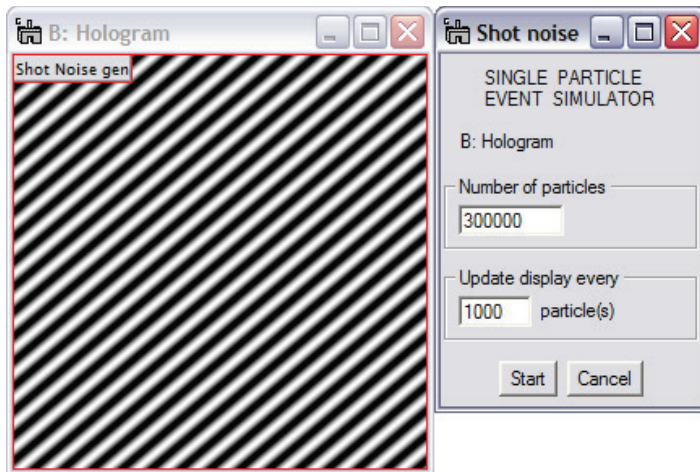 B: Hologram
Shot Noise gen
Shot noise
SINGLE PARTICLE
EVENT SIMULATOR
B: Hologram
Number of particles
300000
Update display every
1000 particle(s)
Start Cancel